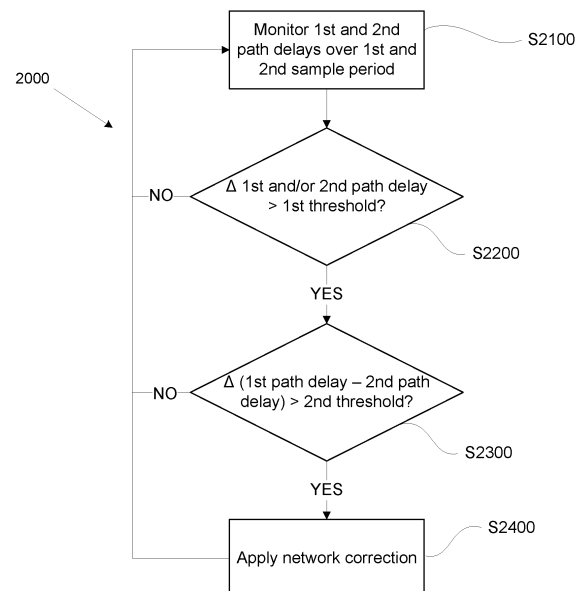 Monitor 1st and 2nd
path delays over 1st and
2nd sample period
S2100
2000
Δ 1st and/or 2nd path delay
> 1st threshold?
NO
S2200
YES
Δ (1st path delay – 2nd path
delay) > 2nd threshold?
NO
S2300
YES
Apply network correction
S2400